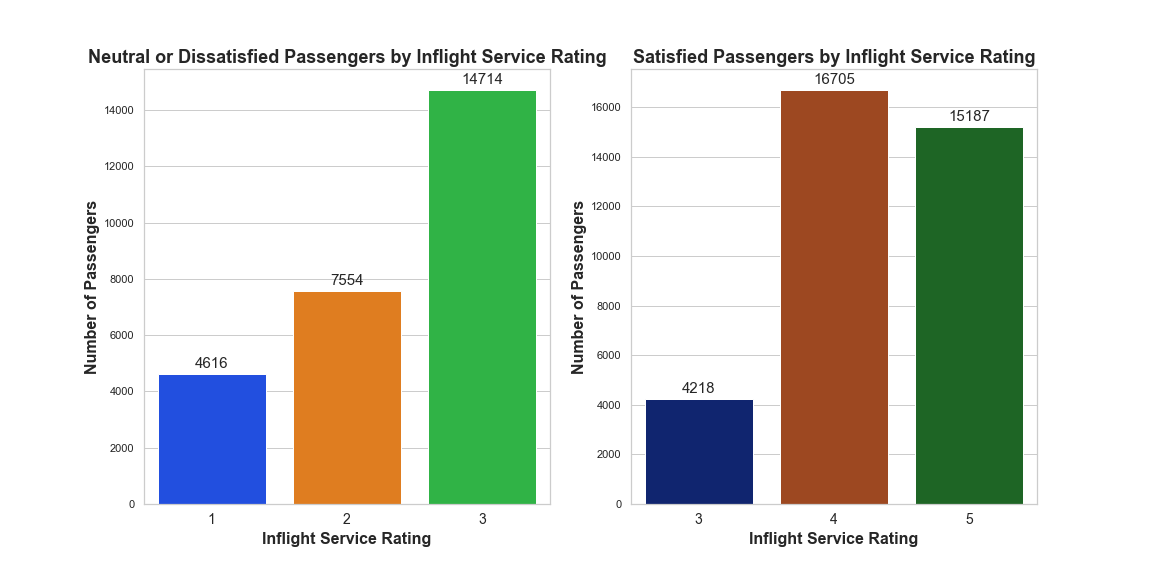 Neutral or Dissatisfied Passengers by Inflight Service Rating
14714
14000
12000
10000
8000
7554
6000
4616
4000
2000
0
Number of Passengers
1 2 3
Inflight Service Rating
Satisfied Passengers by Inflight Service Rating
16705
16000
15187
14000
12000
10000
8000
6000
4218
4000
2000
0
Number of Passengers
3 4 5
Inflight Service Rating